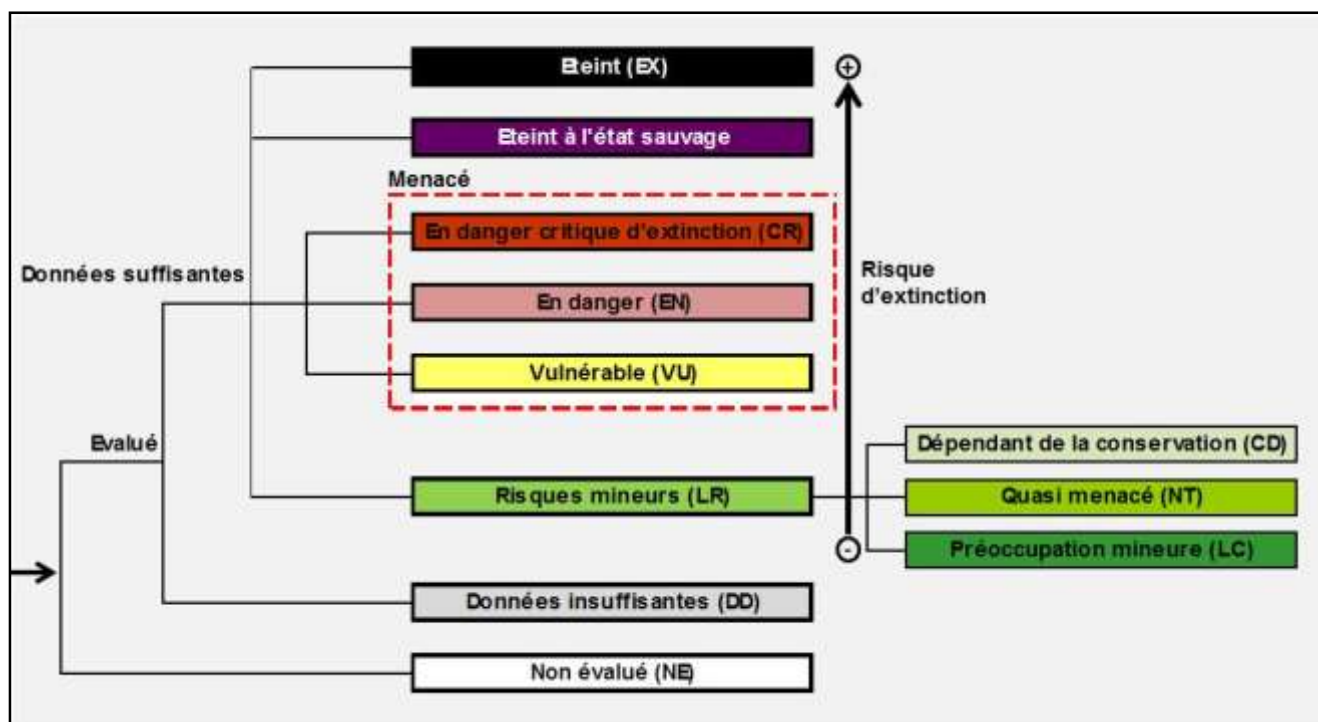 Eteint (EX)
Eteint à l'état sauvage
Menacé
En danger critique d'extinction (CR)
Données suffisantes
Risque
d'extinction
En danger (EN)
Vulnérable (VU)
Evalué
Dépendant de la conservation (CD)
Risques mineurs (LR)
Quasi menacé (NT)
Préoccupation mineure (LC)
Données insuffisantes (DD)
Non évalué (NE)
+
-